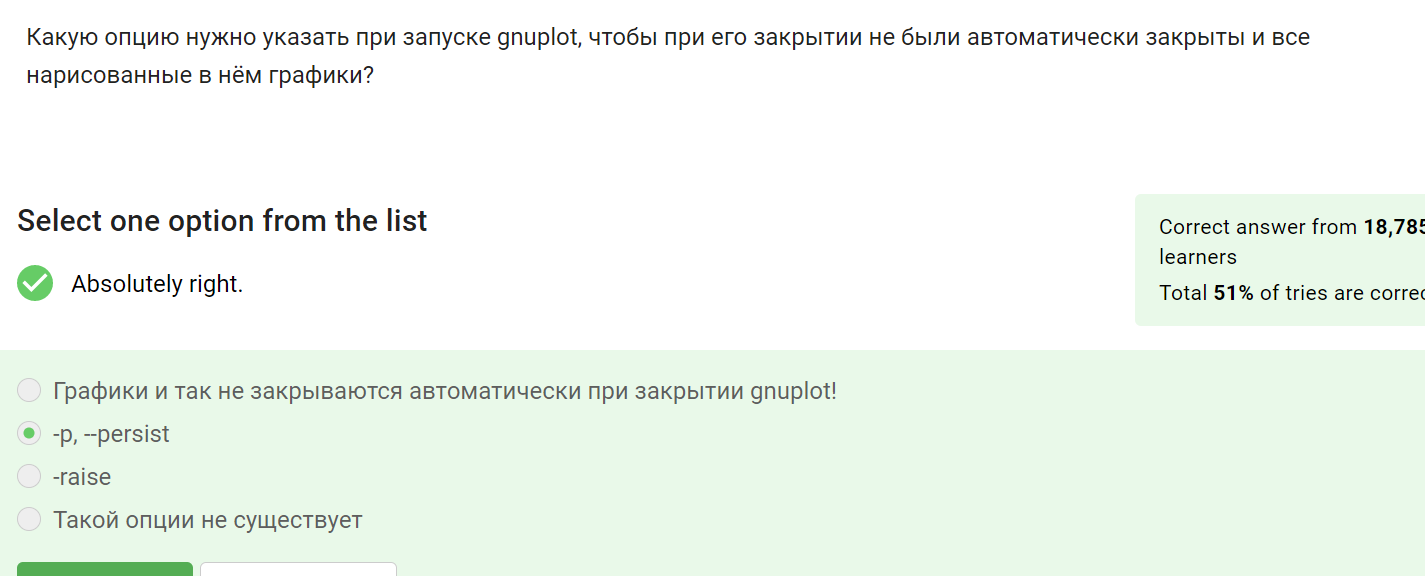 Какую опцию нужно указать при запуске gnuplot, чтобы при его закрытии не были автоматически закрыты и все
нарисованные в нём графики?
Select one option from the list
Absolutely right.
Correct answer from 18,785
learners
Total 51% of tries are correc
Графики и так не закрываются автоматически при закрытии gnuplot!
-p, --persist
-raise
Такой опции не существует